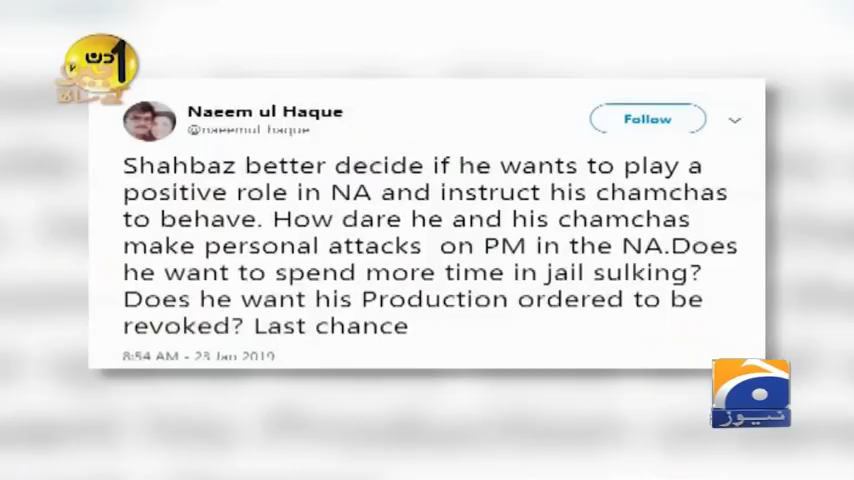 1 دن
Naeem ul Haque
@naeemul_haque
Follow
Shahbaz better decide if he wants to play a
positive role in NA and instruct his chamchas
to behave. How dare he and his chamchas
make personal attacks on PM in the NA.Does
he want to spend more time in jail sulking?
Does he want his Production ordered to be
revoked? Last chance
8:54 AM - 23 Jan 2019
نیوز